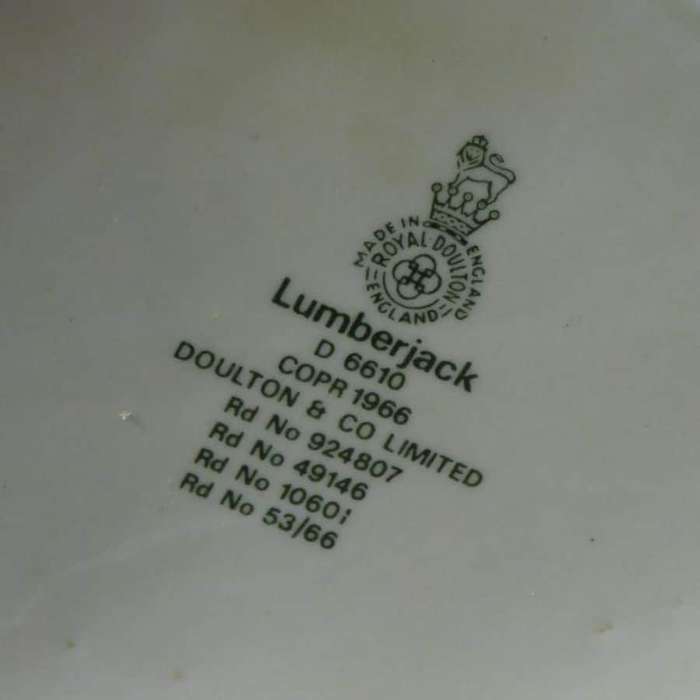 MADE IN ENGLAND
ROYAL DOULTON
ENGLAND
Lumberjack
D 6610
COPR 1966
DOULTON & CO LIMITED
Rd No 924807
Rd No 49146
Rd No 1060;
Rd No 53/66